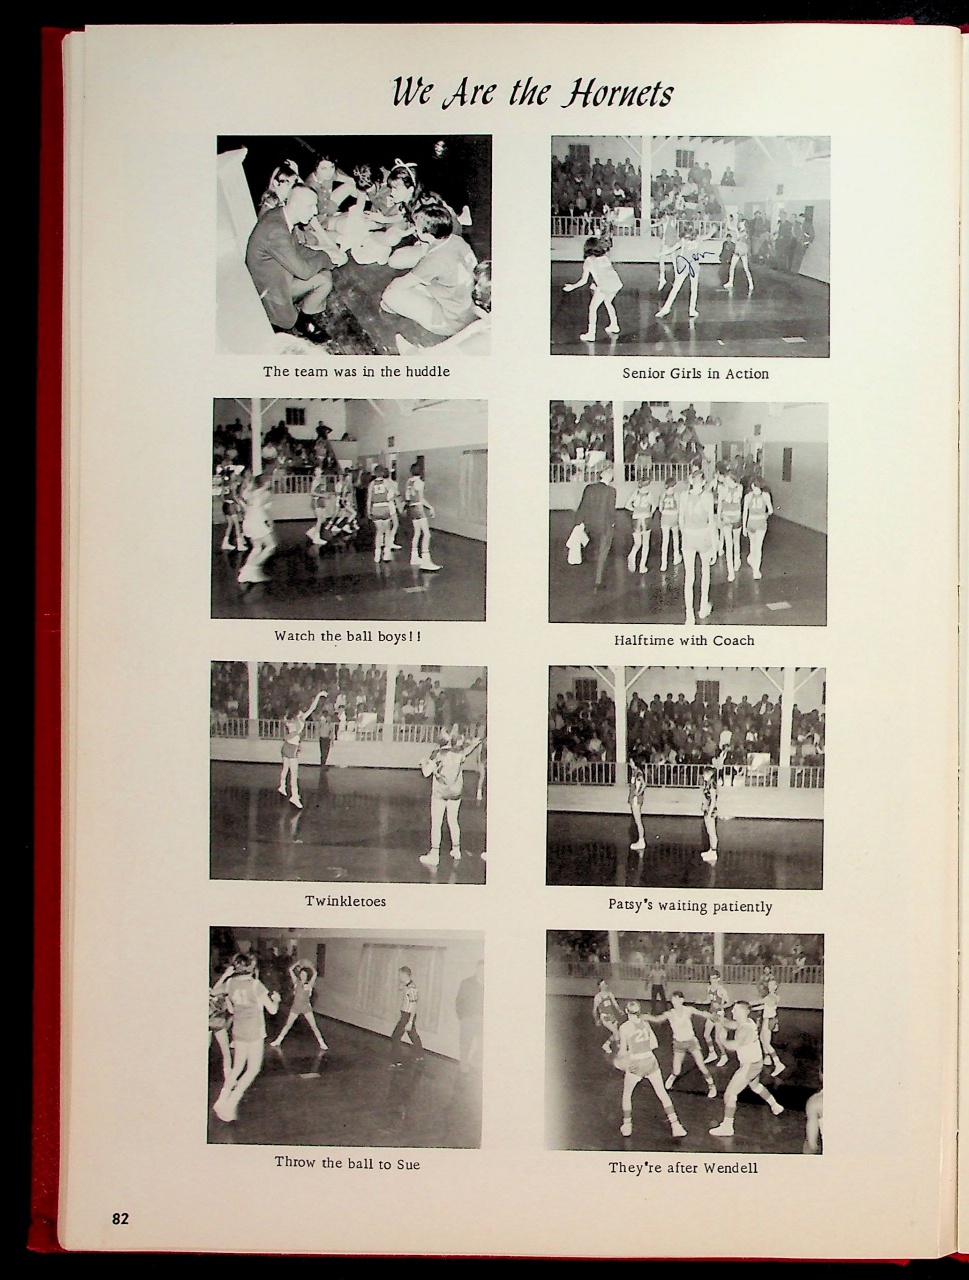 We Are the Hornets
The team was in the huddle
Senior Girls in Action
Jen
Watch the ball boys!!
Halftime with Coach
Twinkletoes
Patsy's waiting patiently
Throw the ball to Sue
They're after Wendell
82